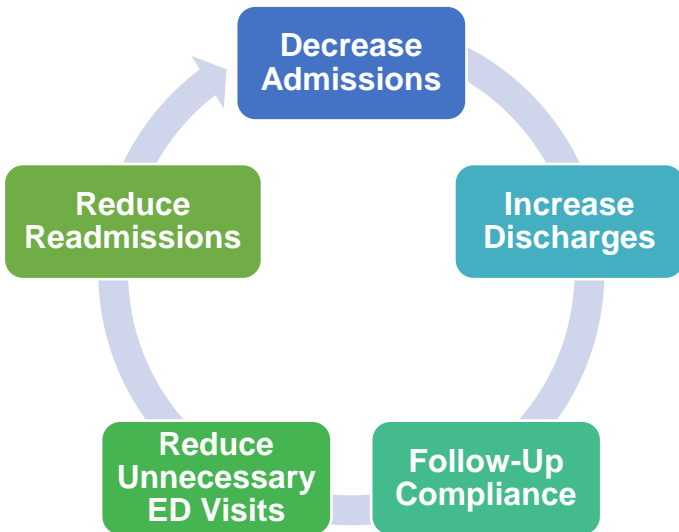 Decrease
Admissions
Increase
Discharges
Follow-Up
Compliance
Reduce
Unnecessary
ED Visits
Reduce
Readmissions